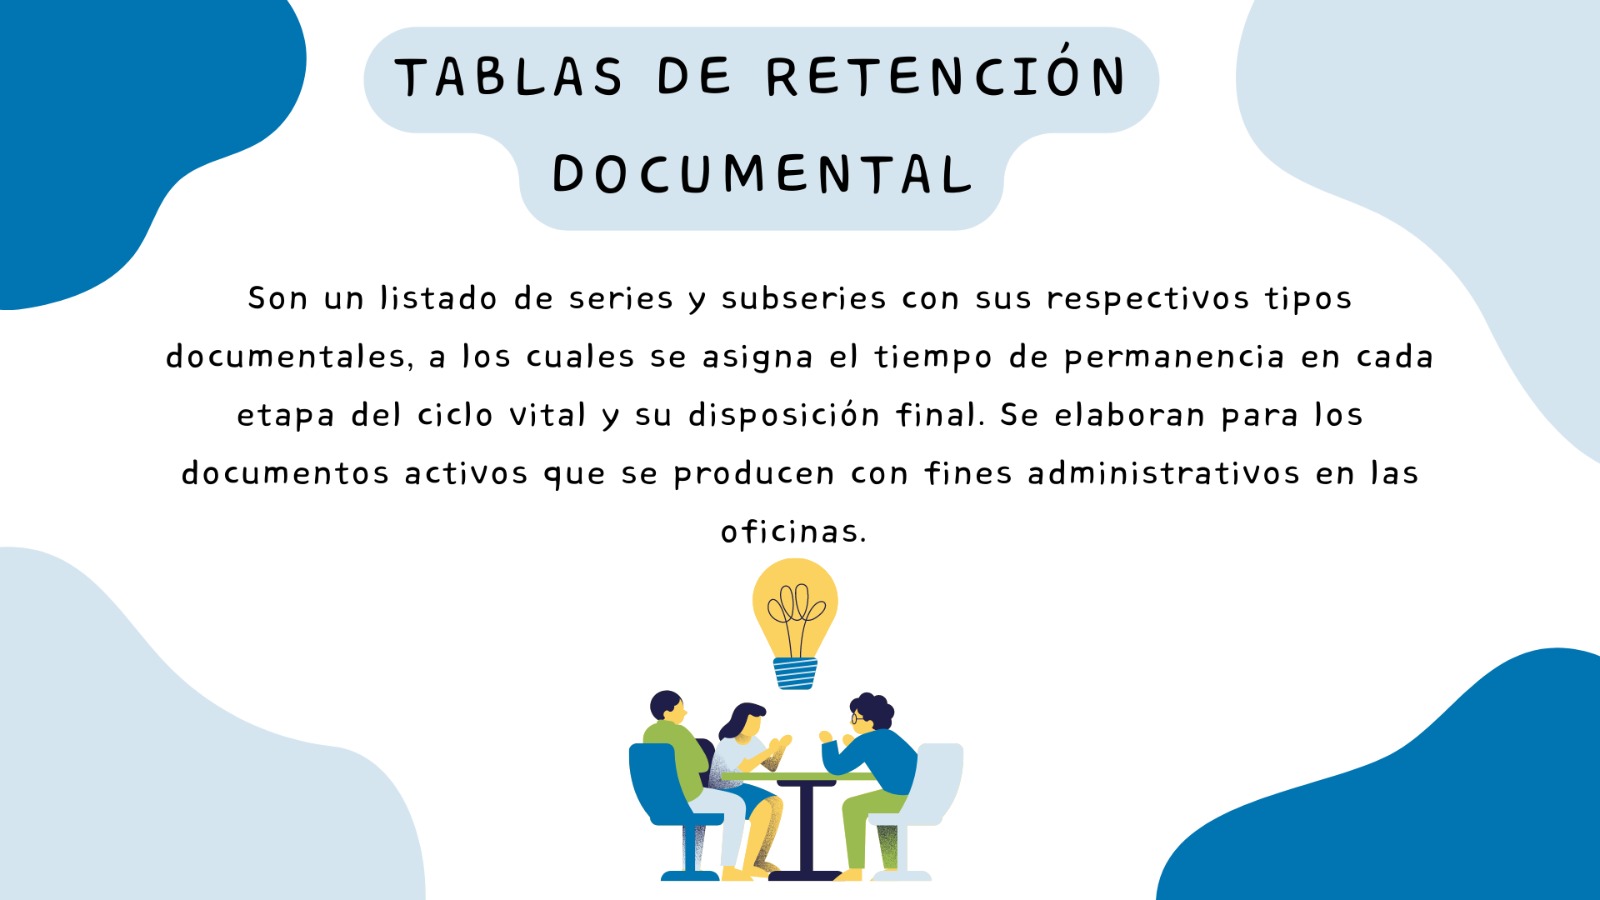 TABLAS DE RETENCIÓN
DOCUMENTAL
Son un listado de series y subseries con sus respectivos tipos
documentales, a los cuales se asigna el tiempo de permanencia en cada
etapa del ciclo vital y su disposición final. Se elaboran para los
documentos activos que se producen con fines administrativos en las
oficinas.